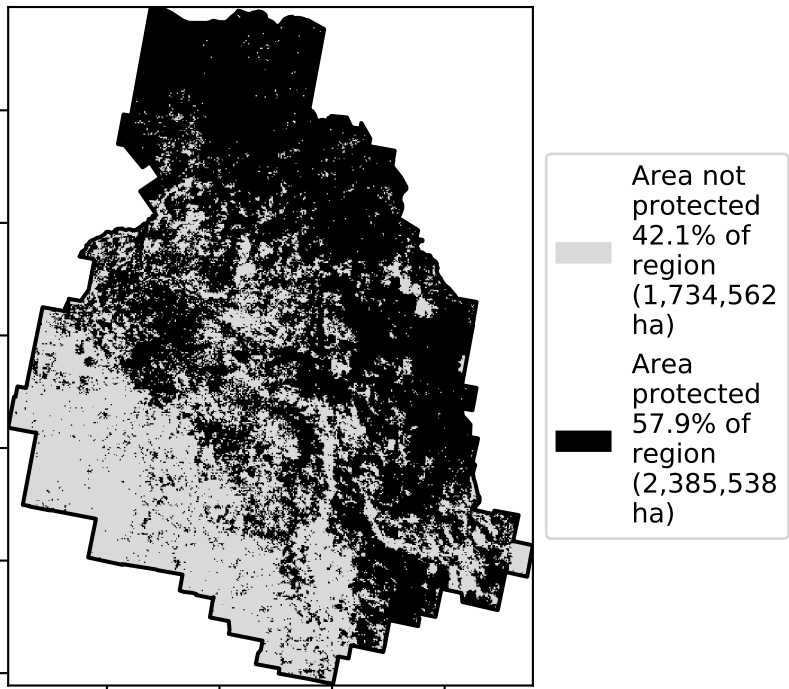 Area not
protected
42.1% of
region
(1,734,562
ha)
Area
protected
57.9% of
region
(2,385,538
ha)